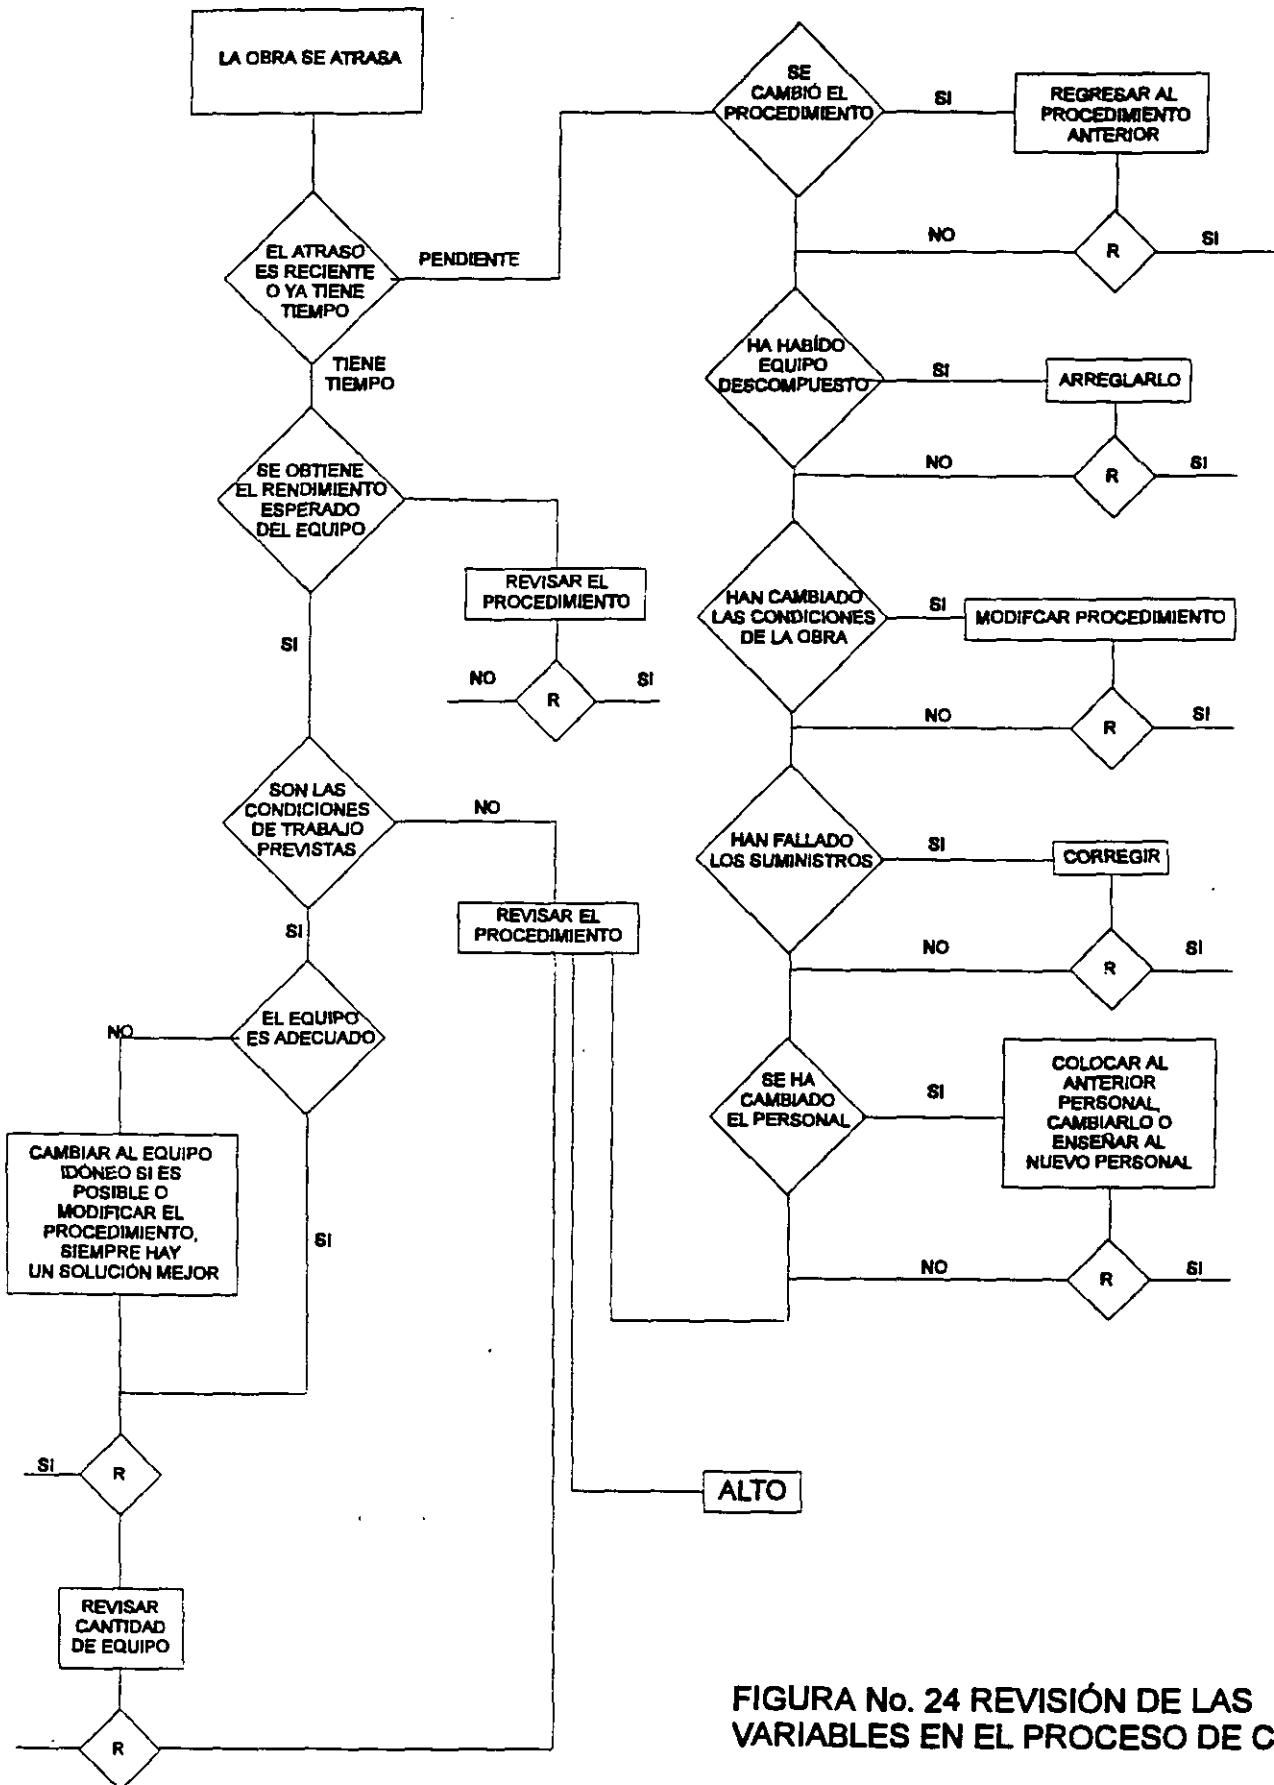 LA OBRA SE ATRASA
EL ATRASO
ES RECIENTE
O YA TIENE
TIEMPO
PENDIENTE
TIENE
TIEMPO
SE OBTIENE
EL RENDIMIENTO
ESPERADO
DEL EQUIPO
REVISAR EL
PROCEDIMIENTO
NO
R
SI
SI
SON LAS
CONDICIONES
DE TRABAJO
PREVISTAS
NO
REVISAR EL
PROCEDIMIENTO
SI
EL EQUIPO
ES ADECUADO
NO
CAMBIAR AL EQUIPO
IDÓNEO SI ES
POSIBLE O
MODIFICAR EL
PROCEDIMIENTO,
SIEMPRE HAY
UN SOLUCIÓN MEJOR
SI
SI
R
REVISAR
CANTIDAD
DE EQUIPO
R
ALTO
SE
CAMBIÓ EL
PROCEDIMIENTO
SI
REGRESAR AL
PROCEDIMIENTO
ANTERIOR
NO
R
SI
HA HABÍDO
EQUIPO
DESCOMPUESTO
SI
ARREGLARLO
NO
R
SI
HAN CAMBIADO
LAS CONDICIONES
DE LA OBRA
SI
MODIFCAR PROCEDIMIENTO
NO
R
SI
HAN FALLADO
LOS SUMINISTROS
SI
CORREGIR
NO
R
SI
SE HA
CAMBIADO
EL PERSONAL
SI
COLOCAR AL
ANTERIOR
PERSONAL,
CAMBIARLO O
ENSEÑAR AL
NUEVO PERSONAL
NO
R
SI
FIGURA No. 24 REVISIÓN DE LAS
VARIABLES EN EL PROCESO DE C